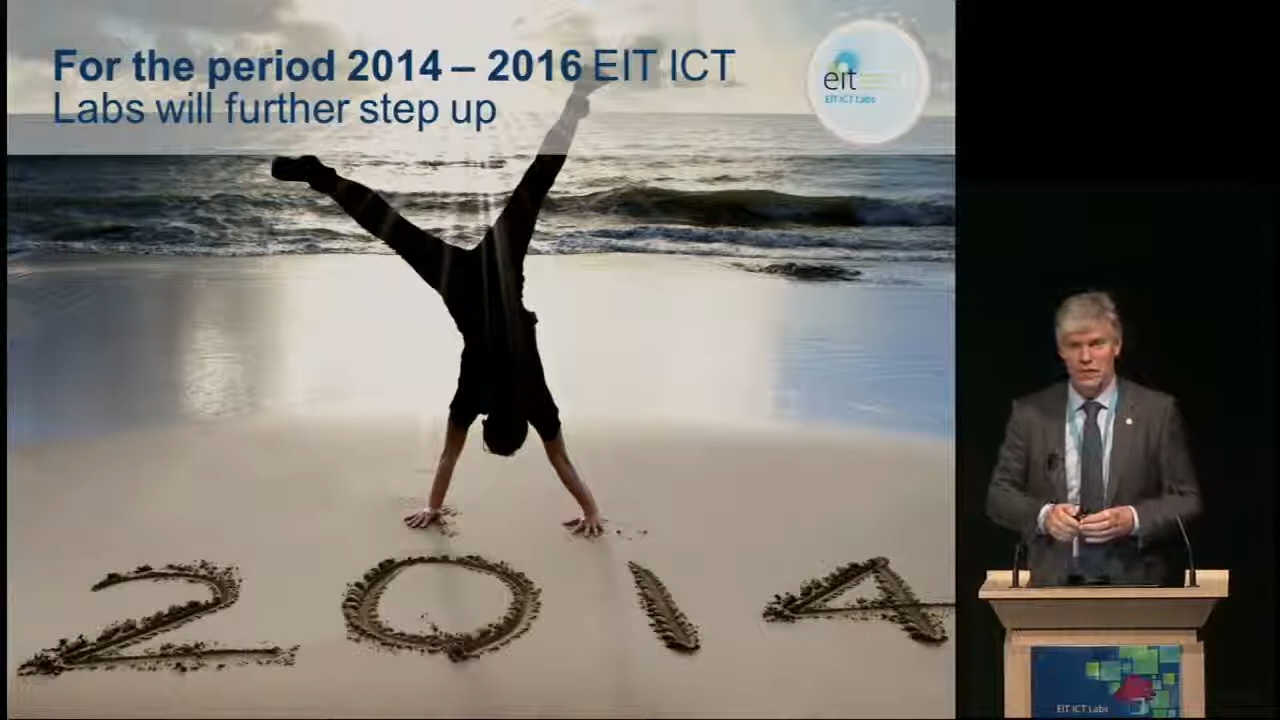 For the period 2014 – 2016 EIT ICT
Labs will further step up
eit
EIT ICT Labs
2014
EIT ICT Labs